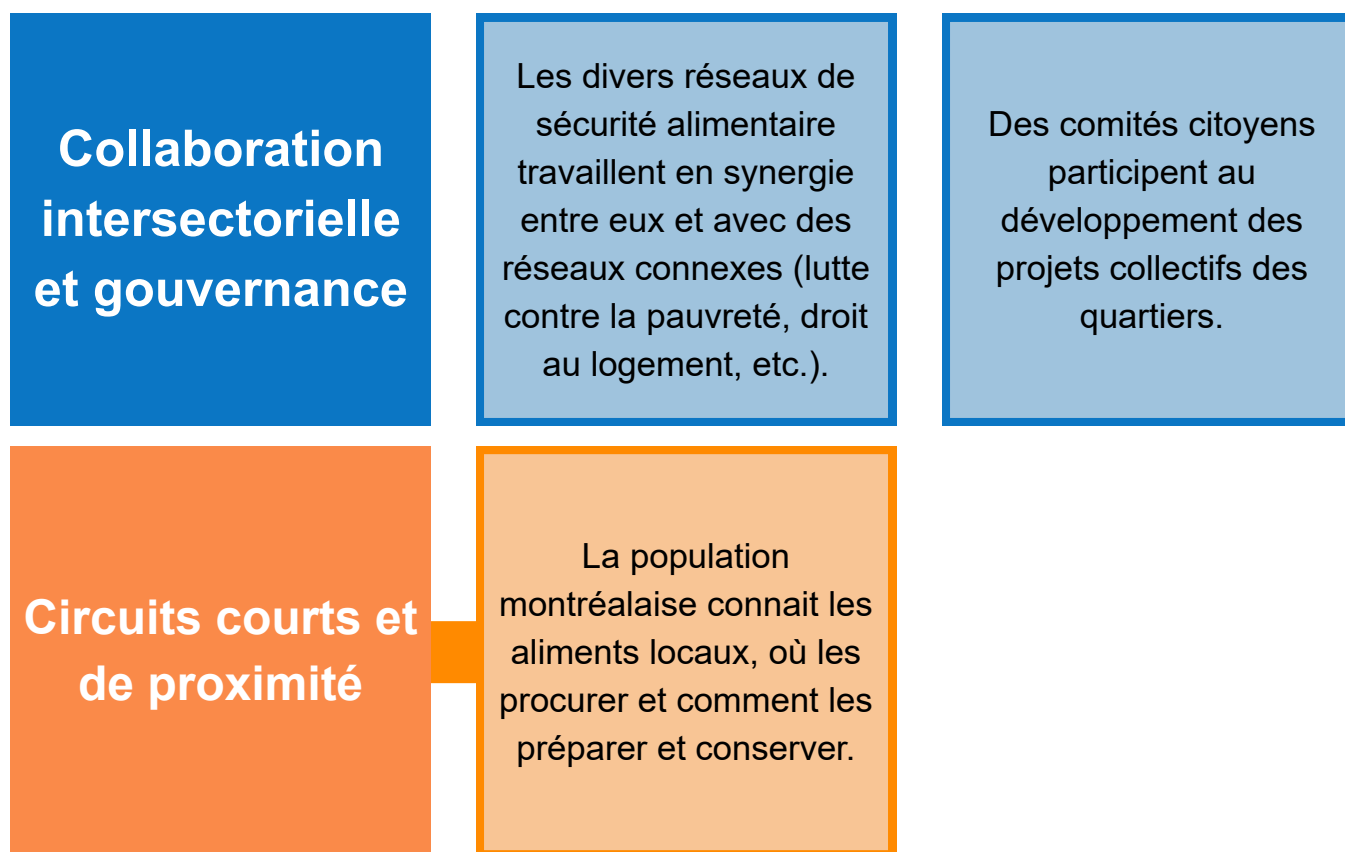 Collaboration
intersectorielle
et gouvernance
Les divers réseaux de
sécurité alimentaire
travaillent en synergie
entre eux et avec des
réseaux connexes (lutte
contre la pauvreté, droit
au logement, etc.).
Des comités citoyens
participent au
développement des
projets collectifs des
quartiers.
Circuits courts et
de proximité
La population
montréalaise connait les
aliments locaux, où les
procurer et comment les
préparer et conserver.